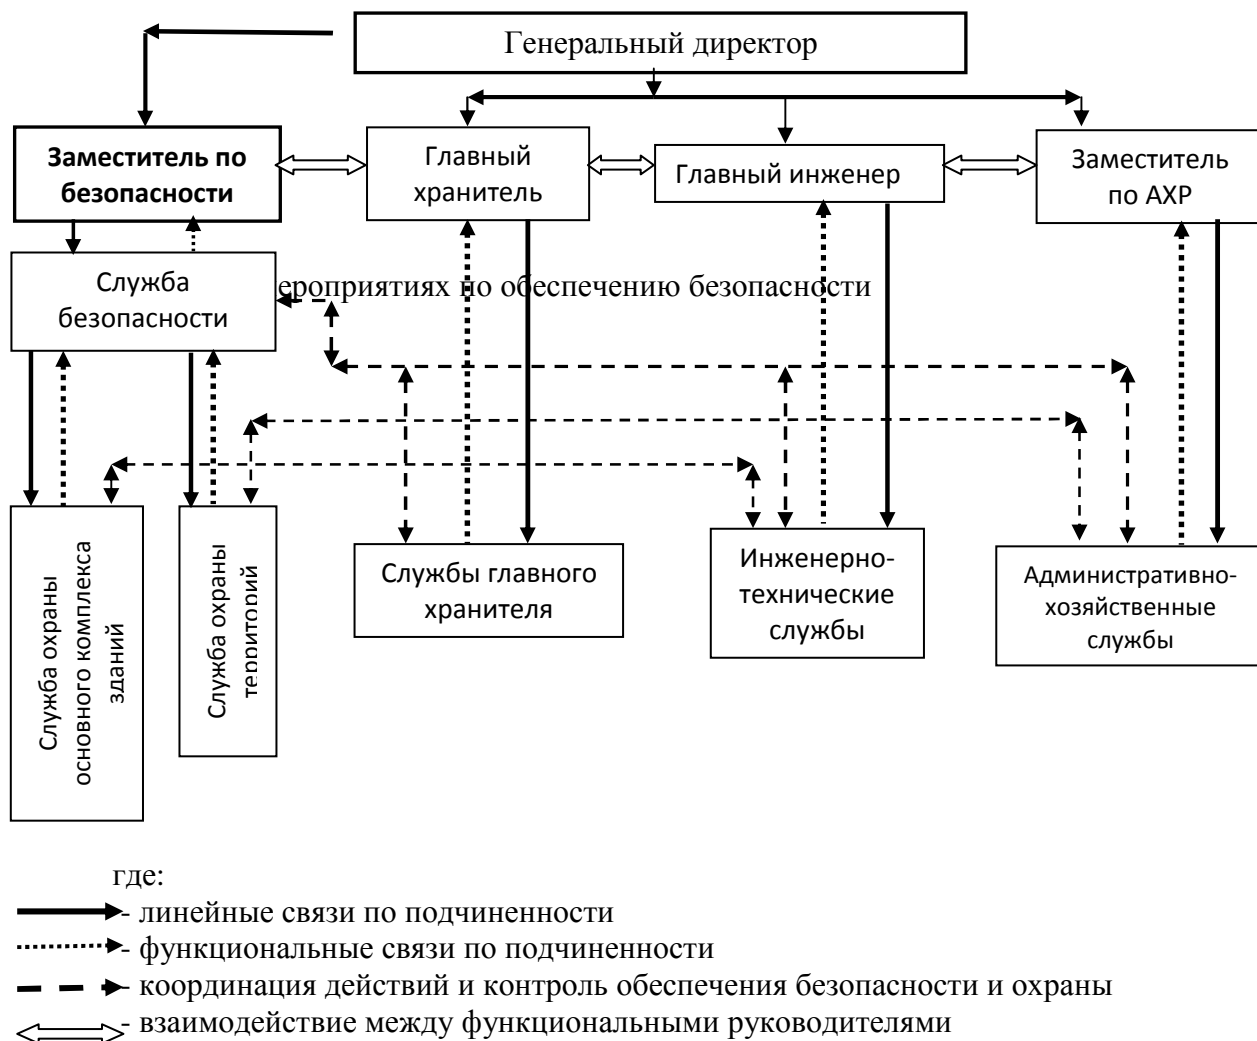 Генеральный директор
Заместитель по
безопасности
Главный
хранитель
Главный инженер
Заместитель
по АХР
Служба
безопасности
ероприятиях по обеспечению безопасности
Служба охраны
основного комплекса
зданий
Служба охраны
территорий
Службы главного
хранителя
Инженерно-
технические
службы
Административно-
хозяйственные
службы
где:
- линейные связи по подчиненности
- функциональные связи по подчиненности
- координация действий и контроль обеспечения безопасности и охраны
- взаимодействие между функциональными руководителями